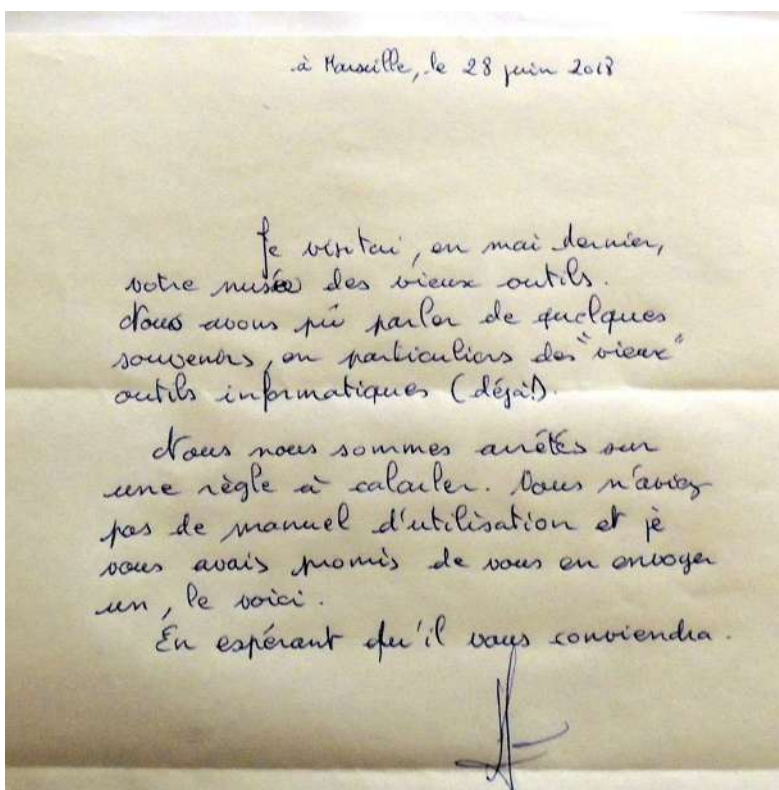 à Marseille, le 28 juin 2018
Je visitai, en mai dernier,
votre musée des vieux outils.
Nous avons pû parler de quelques
souvenirs, en particuliers des "vieux"
outils informatiques (déjà!).
Nous nous sommes arrêtés sur
une règle à calculer. Vous n'aviez
pas de manuel d'utilisation et je
vous avais promis de vous en envoyer
un, le voici.
En espérant qu'il vous conviendra.